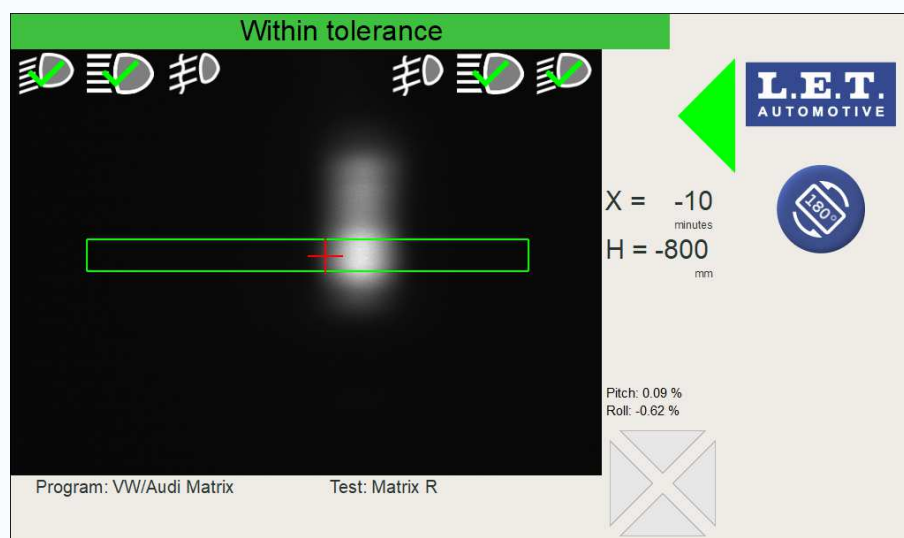 Within tolerance
L.E.T.
AUTOMOTIVE
180°
X = -10
minutes
H = -800
mm
Pitch: 0.09 %
Roll: -0.62 %
Program: VW/Audi Matrix
Test: Matrix R